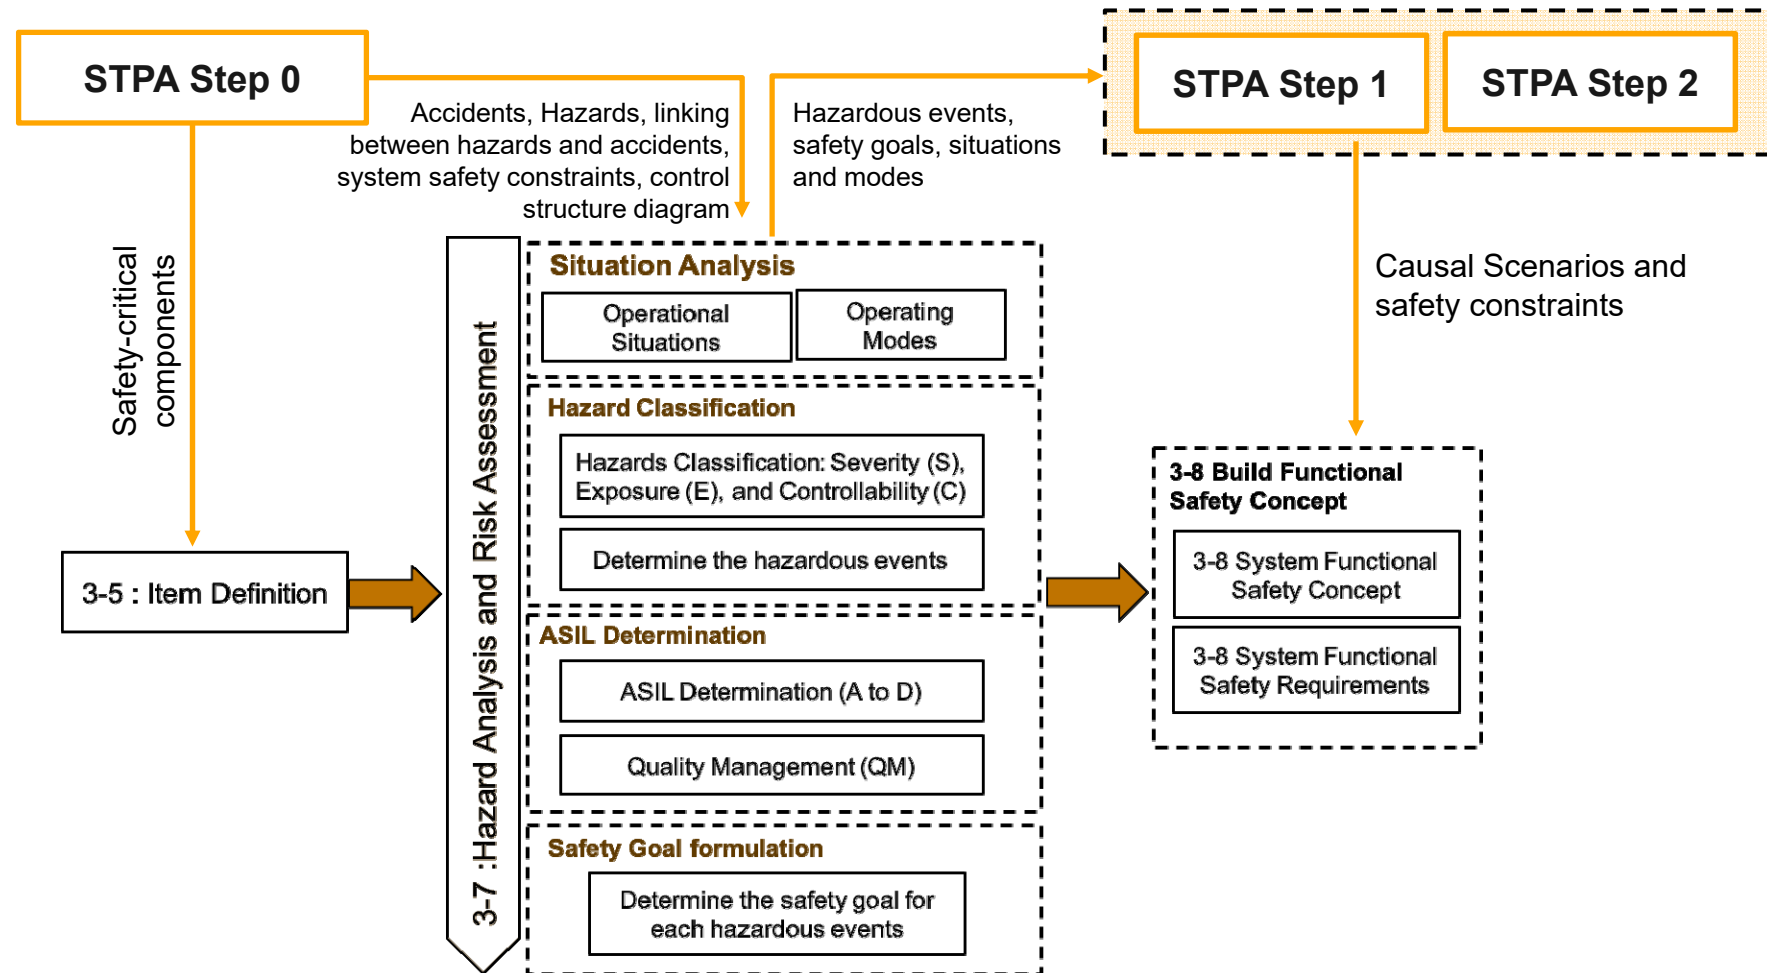 STPA Step 0
STPA Step 1
STPA Step 2
Accidents, Hazards, linking
between hazards and accidents,
system safety constraints, control
structure diagram
Hazardous events,
safety goals, situations
and modes
Safety-critical
components
Causal Scenarios and
safety constraints
3-5 : Item Definition
3-7 :Hazard Analysis and Risk Assessment
Situation Analysis
Operational
Situations
Operating
Modes
Hazard Classification
Hazards Classification: Severity (S),
Exposure (E), and Controllability (C)
Determine the hazardous events
ASIL Determination
ASIL Determination (A to D)
Quality Management (QM)
Safety Goal formulation
Determine the safety goal for
each hazardous events
3-8 Build Functional
Safety Concept
3-8 System Functional
Safety Concept
3-8 System Functional
Safety Requirements